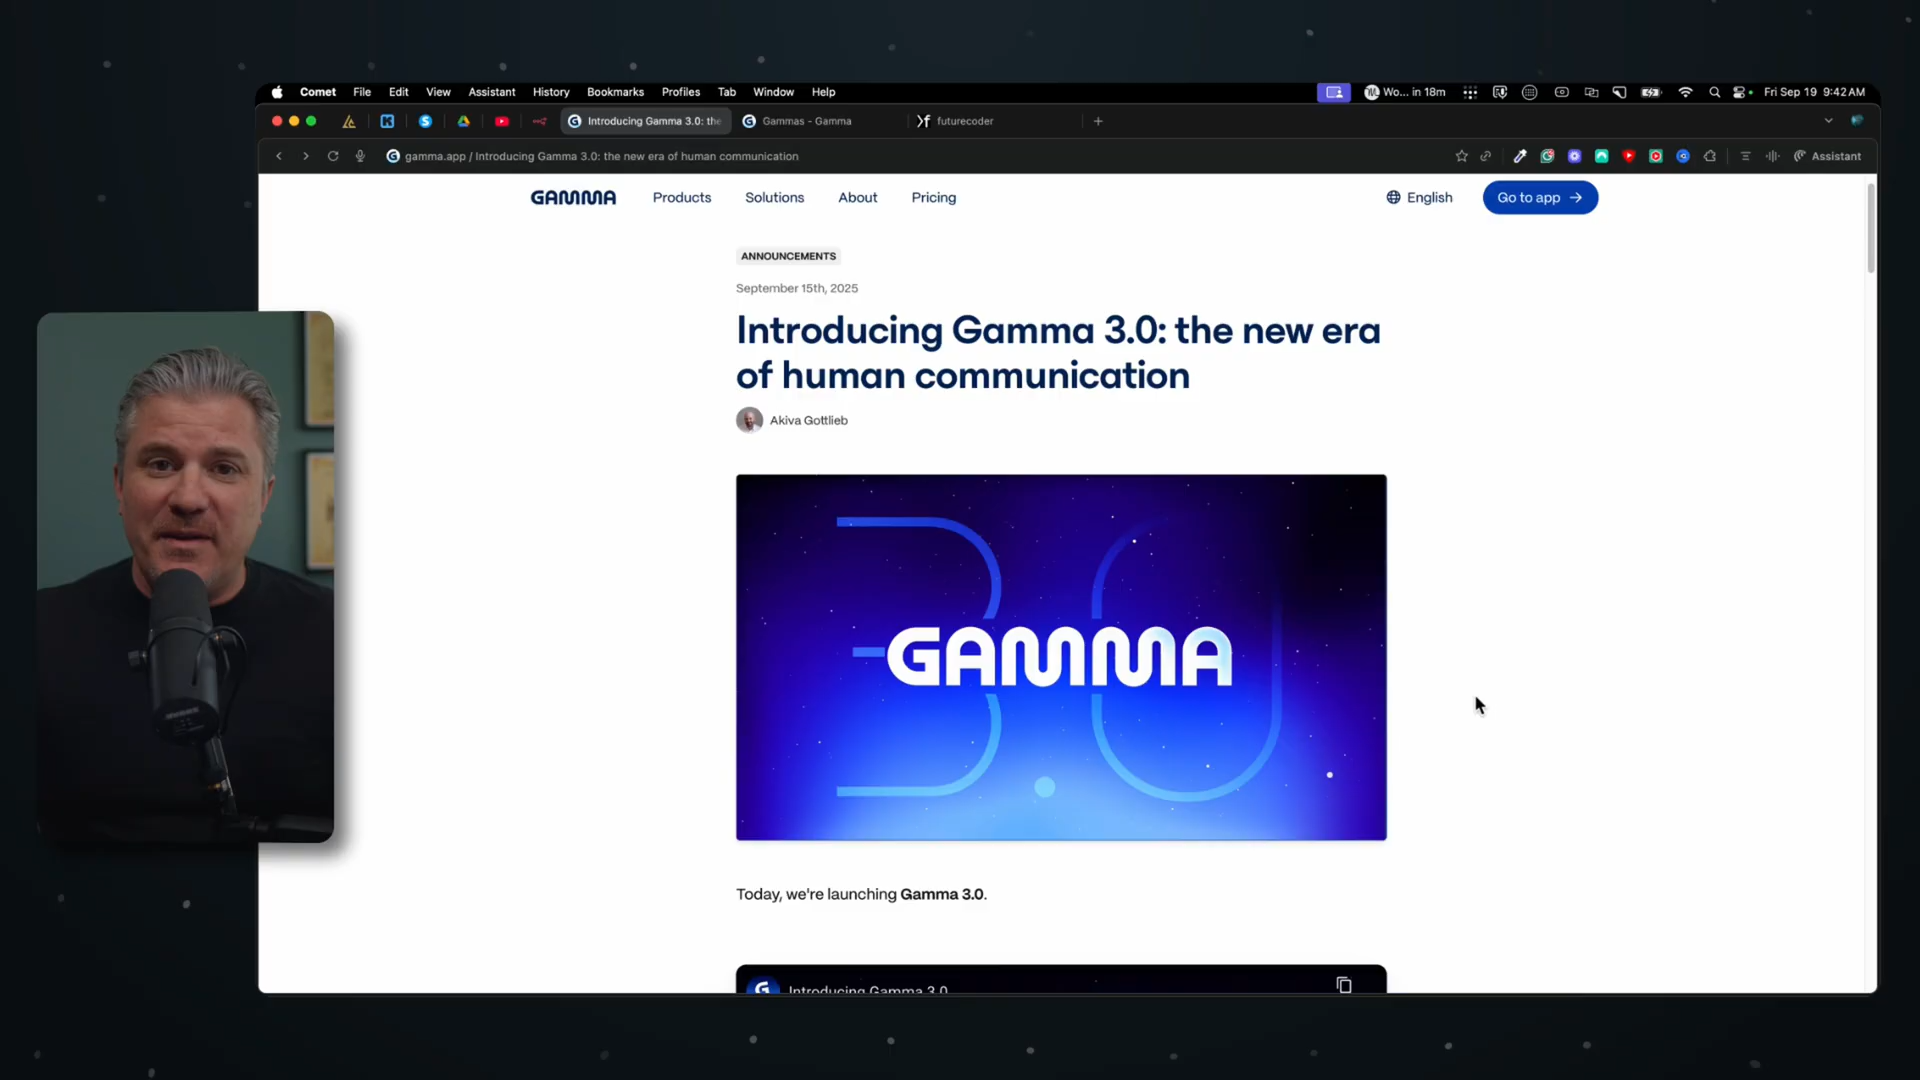 Comet File Edit View Assistant History Bookmarks Profiles Tab Window Help Wo... in 18m Fri Sep 19 9:42 AM
Introducing Gamma 3.0: the Gammas - Gamma futurecoder
gamma.app / Introducing Gamma 3.0: the new era of human communication Assistant
GAMMA Products Solutions About Pricing English Go to app
ANNOUNCEMENTS
September 15th, 2025
Introducing Gamma 3.0: the new era
of human communication
Akiva Gottlieb
3.0
GAMMA
Today, we're launching Gamma 3.0.
Introducing Gamma 3.0